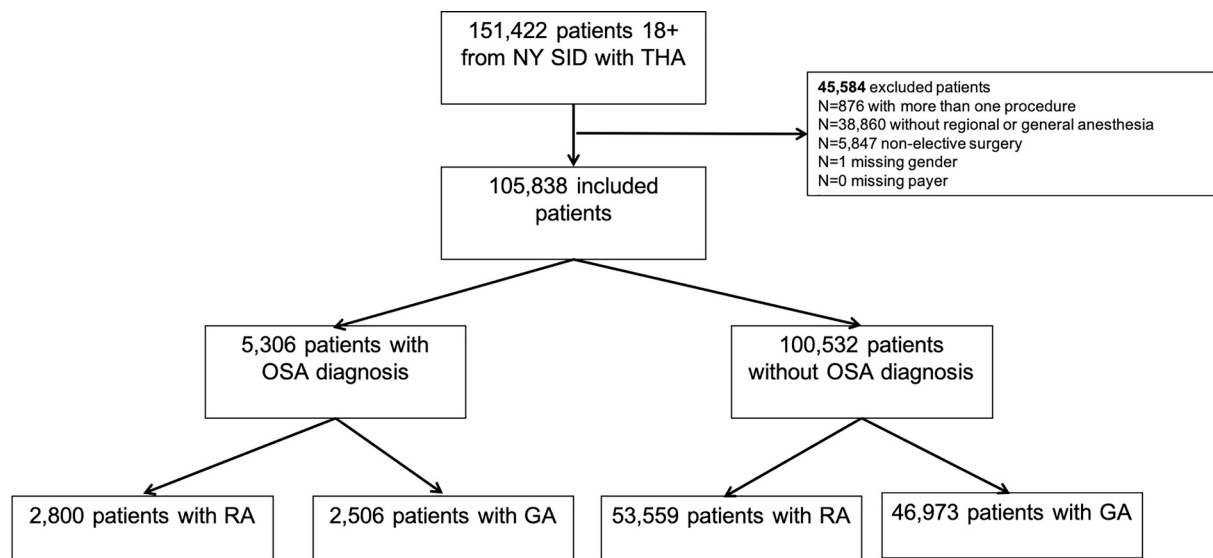 151,422 patients 18+
from NY SID with THA
45,584 excluded patients
N=876 with more than one procedure
N=38,860 without regional or general anesthesia
N=5,847 non-elective surgery
N=1 missing gender
N=0 missing payer
105,838 included
patients
5,306 patients with
OSA diagnosis
100,532 patients
without OSA diagnosis
2,800 patients with RA
2,506 patients with GA
53,559 patients with RA
46,973 patients with GA